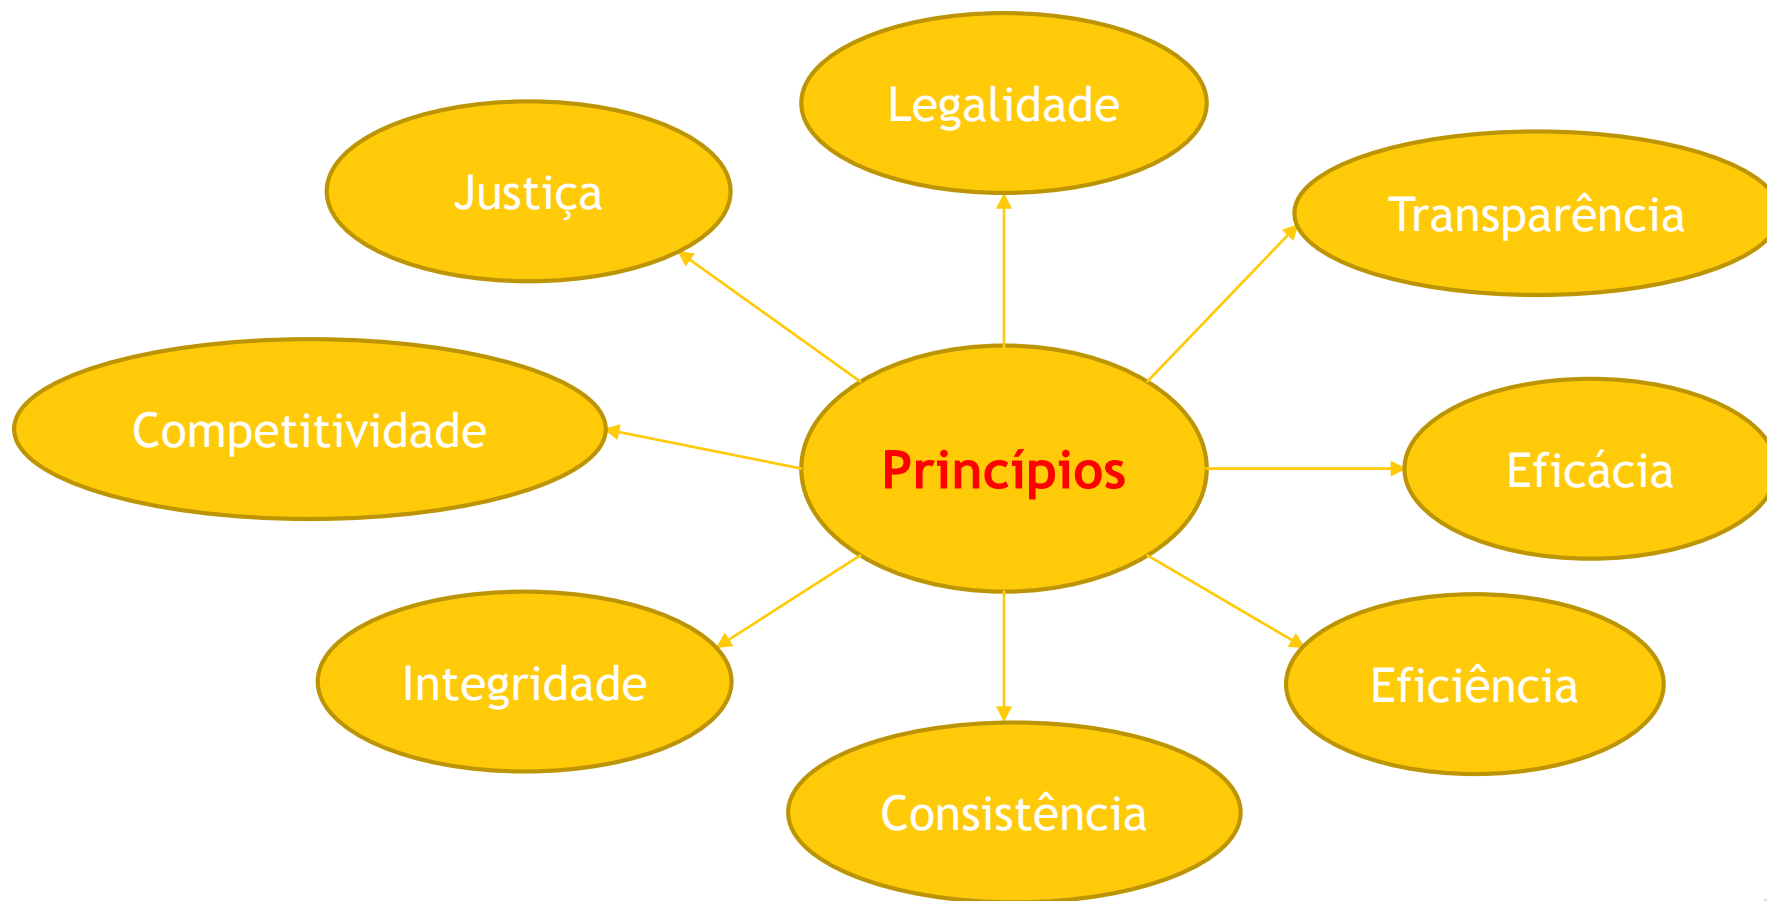 Legalidade
Justiça
Transparência
Competitividade
Princípios
Eficácia
Integridade
Eficiência
Consistência